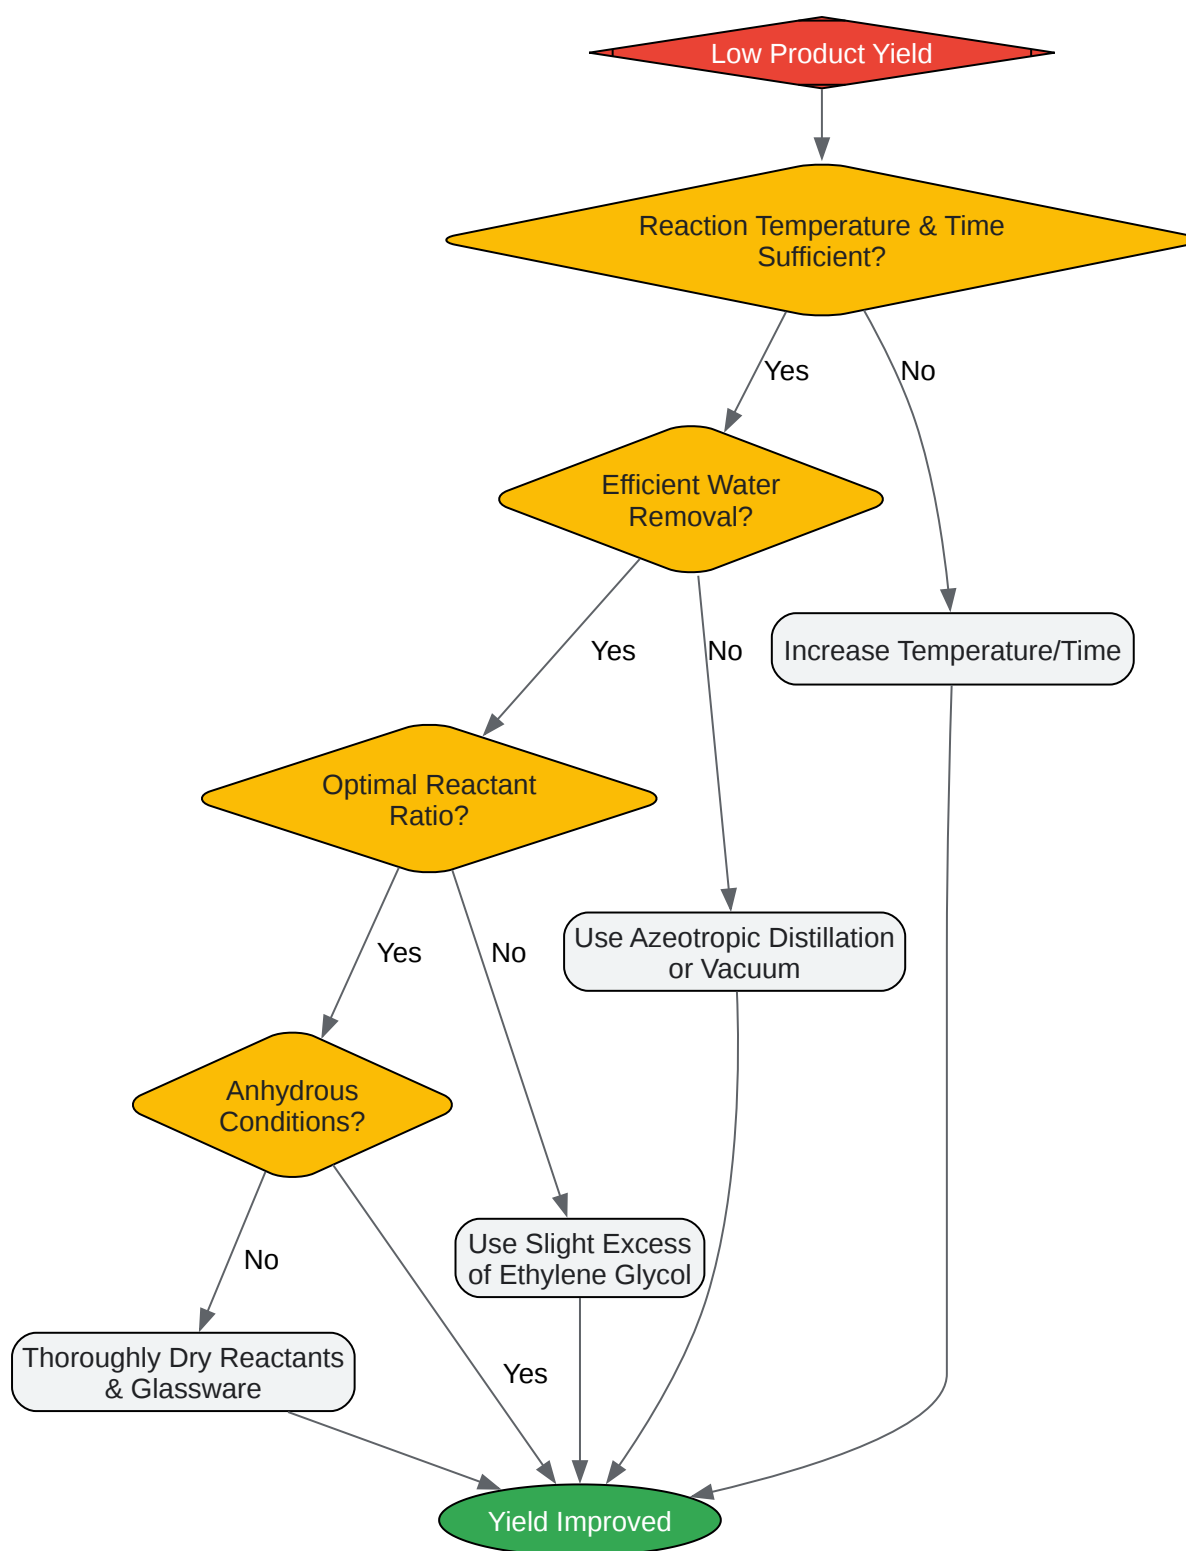 Low Product Yield
Reaction Temperature & Time
Sufficient?
Yes
No
Efficient Water
Removal?
Yes
No
Increase Temperature/Time
Optimal Reactant
Ratio?
Yes
No
Use Azeotropic Distillation
or Vacuum
Anhydrous
Conditions?
No
Use Slight Excess
of Ethylene Glycol
Thoroughly Dry Reactants
& Glassware
Yes
Yield Improved